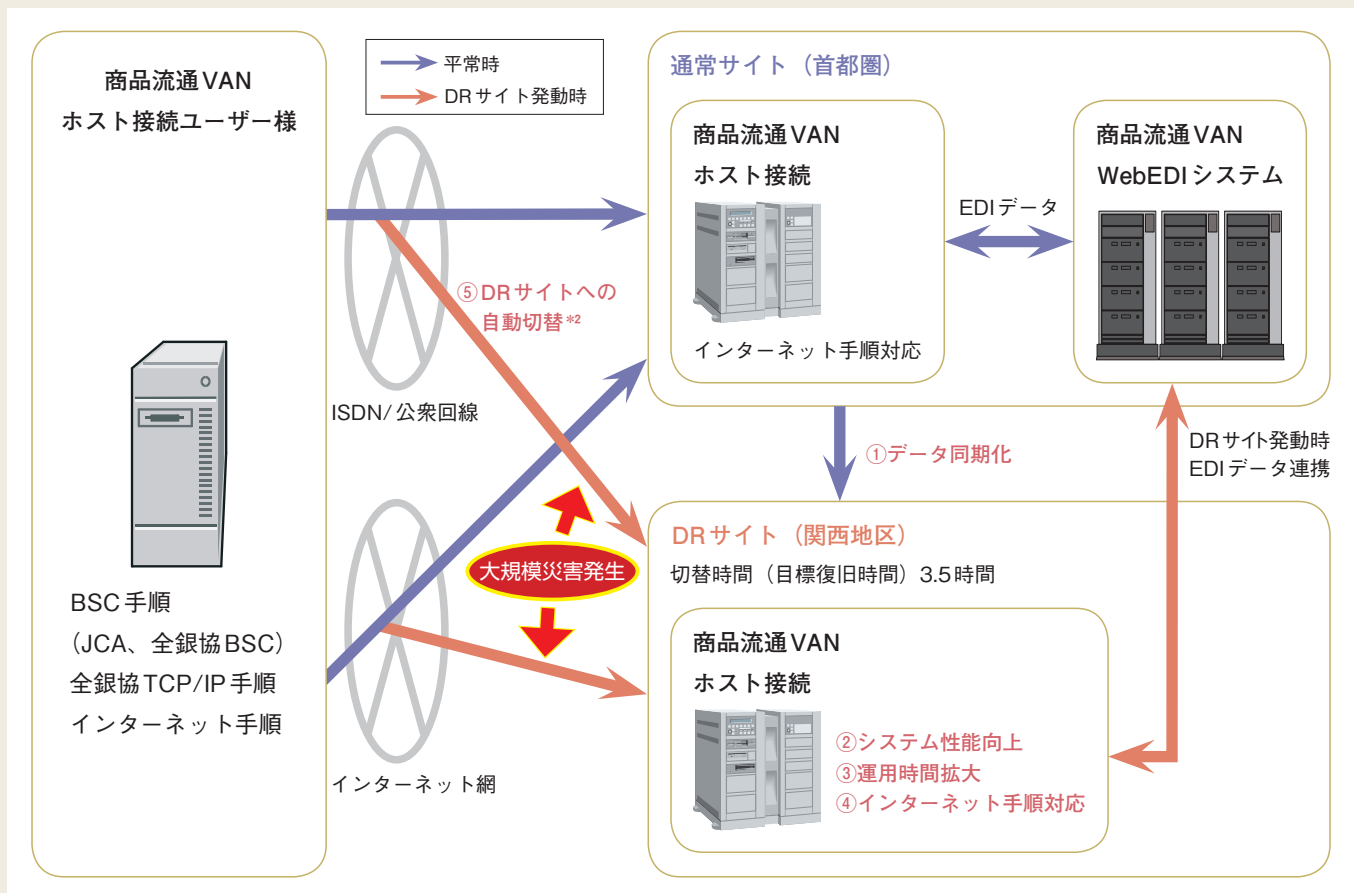 商品流通VAN
ホスト接続ユーザー様
BSC手順
（JCA、全銀協BSC）
全銀協TCP/IP手順
インターネット手順
平常時
DRサイト発動時
ISDN/公衆回線
インターネット網
⑤DRサイトへの
自動切替*2
大規模災害発生
通常サイト（首都圏）
商品流通VAN
ホスト接続
インターネット手順対応
EDIデータ
商品流通VAN
WebEDIシステム
①データ同期化
DRサイト発動時
EDIデータ連携
DRサイト（関西地区）
切替時間（目標復旧時間）3.5時間
商品流通VAN
ホスト接続
②システム性能向上
③運用時間拡大
④インターネット手順対応